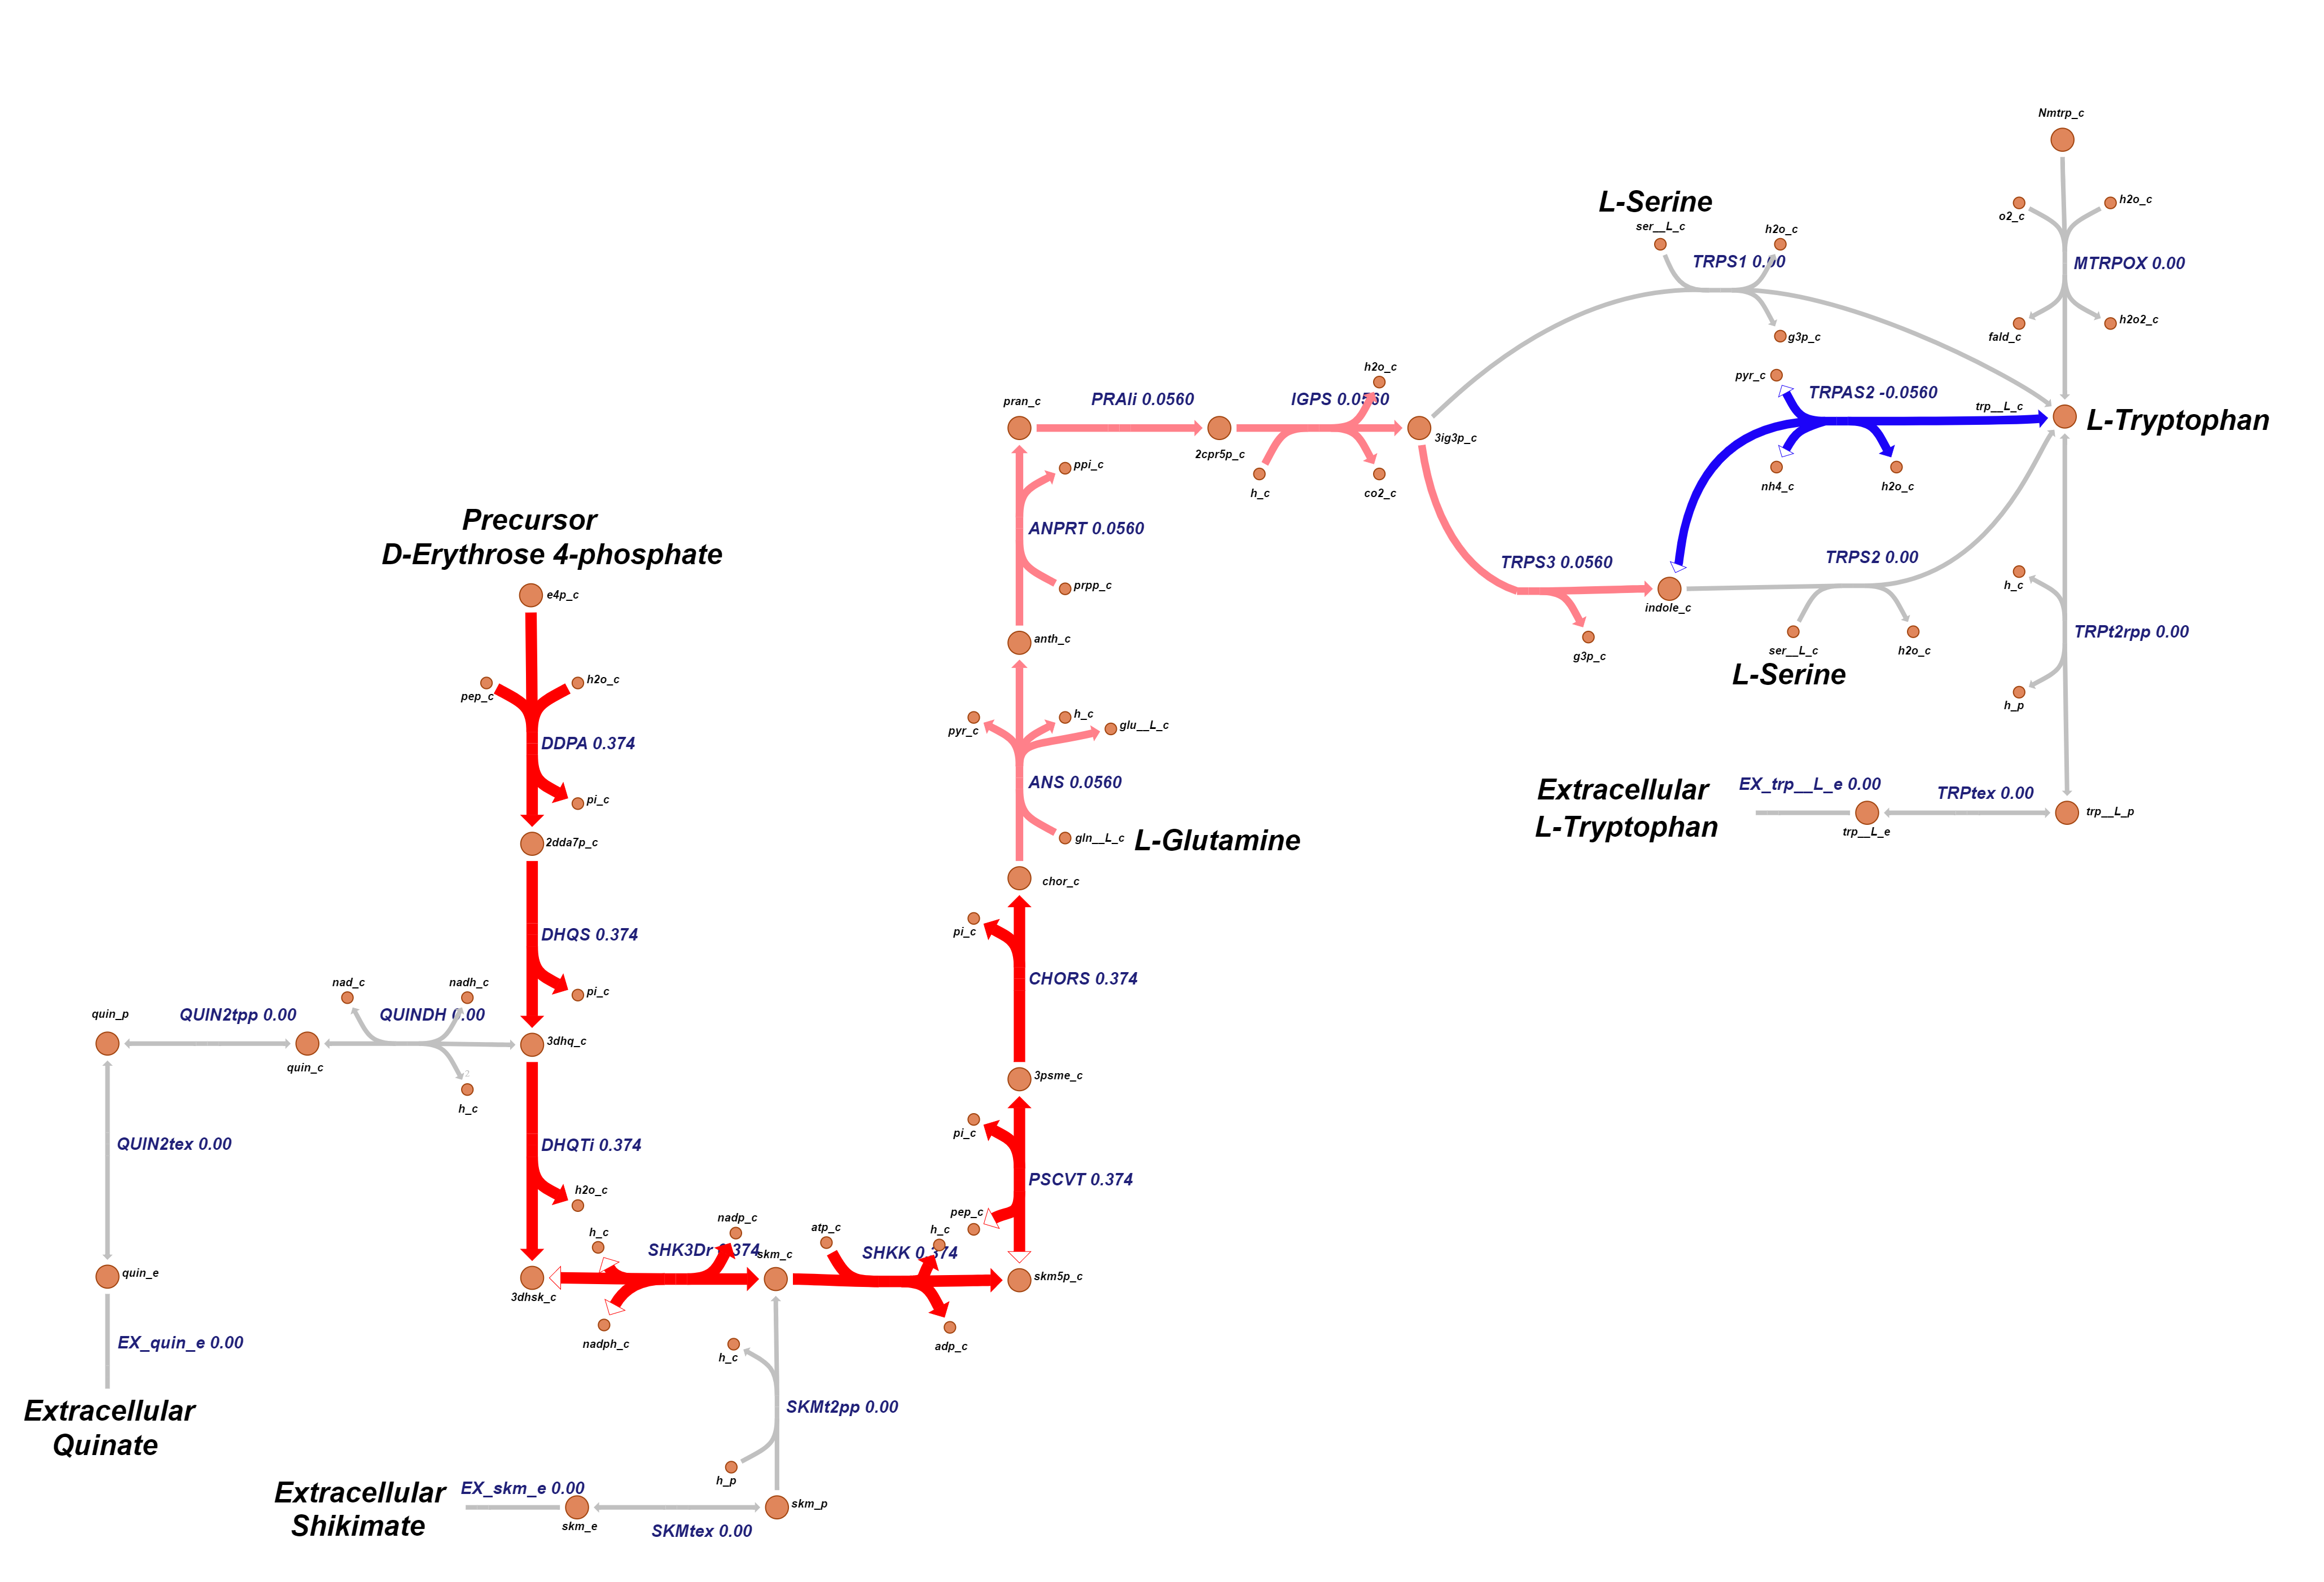 Nmtrp_c
L-Serine
o2_c
h2o_c
ser__L_c
h2o_c
TRPS1 0.00
MTRPOX 0.00
g3p_c
fald_c
h2o2_c
h2o_c
pyr_c
TRPAS2 -0.0560
pran_c
PRAIi 0.0560
IGPS 0.0560
trp__L_c
L-Tryptophan
3ig3p_c
2cpr5p_c
ppi_c
h_c
co2_c
nh4_c
h2o_c
Precursor
D-Erythrose 4-phosphate
ANPRT 0.0560
TRPS3 0.0560
TRPS2 0.00
prpp_c
h_c
e4p_c
indole_c
anth_c
g3p_c
ser__L_c
h2o_c
TRPt2rpp 0.00
L-Serine
pep_c
h2o_c
h_p
pyr_c
h_c
glu__L_c
DDPA 0.374
ANS 0.0560
Extracellular
L-Tryptophan
EX_trp__L_e 0.00
TRPtex 0.00
trp__L_e
trp__L_p
pi_c
2dda7p_c
gln__L_c
L-Glutamine
chor_c
DHQS 0.374
pi_c
CHORS 0.374
nad_c
nadh_c
pi_c
quin_p
QUIN2tpp 0.00
QUINDH 0.00
3dhq_c
quin_c
2
h_c
3psme_c
QUIN2tex 0.00
DHQTi 0.374
pi_c
PSCVT 0.374
h2o_c
pep_c
nadp_c
h_c
atp_c
h_c
SHK3Dr 0.374
skm_c
SHKK 0.374
quin_e
3dhsk_c
skm5p_c
EX_quin_e 0.00
nadph_c
adp_c
h_c
Extracellular
Quinate
SKMt2pp 0.00
h_p
Extracellular
Shikimate
EX_skm_e 0.00
skm_e
SKMtex 0.00
skm_p